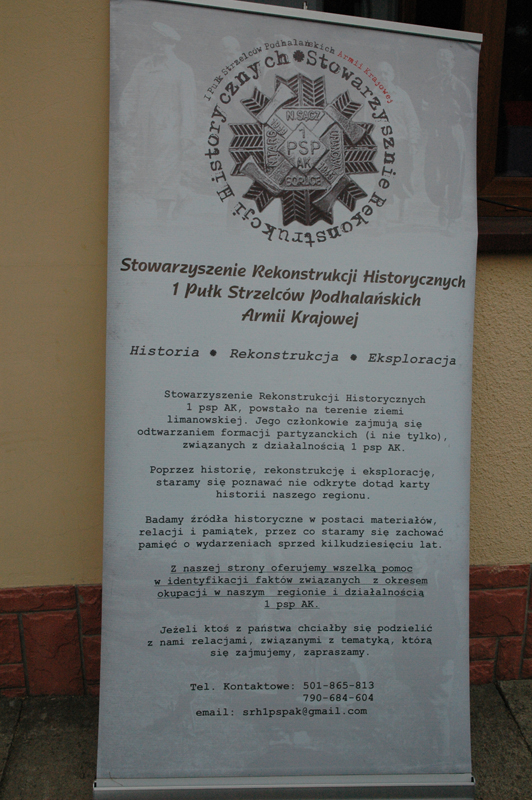 1 Pułk Strzelców Podhalańskich Armii Krajowej
Stowarzysznie Rekonstrukcji Historycznych
N.SĄCZ
1
PSP
AK
GORLICE
Stowarzyszenie Rekonstrukcji Historycznych
1 Pułk Strzelców Podhalańskich
Armii Krajowej
Historia ● Rekonstrukcja ● Eksploracja
Stowarzyszenie Rekonstrukcji Historycznych
1 psp AK, powstało na terenie ziemi
limanowskiej. Jego członkowie zajmują się
odtwarzaniem formacji partyzanckich (i nie tylko),
związanych z działalnością 1 psp AK.
Poprzez historię, rekonstrukcję i eksplorację,
staramy się poznawać nie odkryte dotąd karty
historii naszego regionu.
Badamy źródła historyczne w postaci materiałów,
relacji i pamiątek, przez co staramy się zachować
pamięć o wydarzeniach sprzed kilkudziesięciu lat.
Z naszej strony oferujemy wszelką pomoc
w identyfikacji faktów związanych z okresem
okupacji w naszym regionie i działalnością
1 psp AK.
Jeżeli ktoś z państwa chciałby się podzielić
z nami relacjami, związanymi z tematyką, którą
się zajmujemy, zapraszamy.
Tel. Kontaktowe: 501-865-813
790-684-604
email: srh1pspak@gmail.com